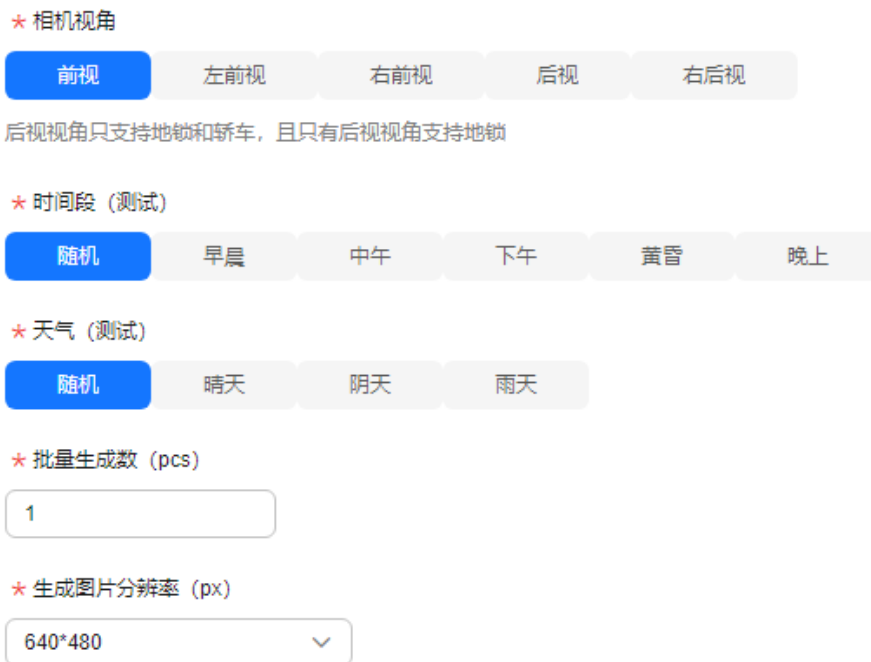 * 相机视角
前视 左前视 右前视 后视 右后视
后视视角只支持地锁和轿车，且只有后视视角支持地锁
* 时间段（测试）
随机 早晨 中午 下午 黄昏 晚上
* 天气（测试）
随机 晴天 阴天 雨天
* 批量生成数（pcs）
1
* 生成图片分辨率（px）
640*480